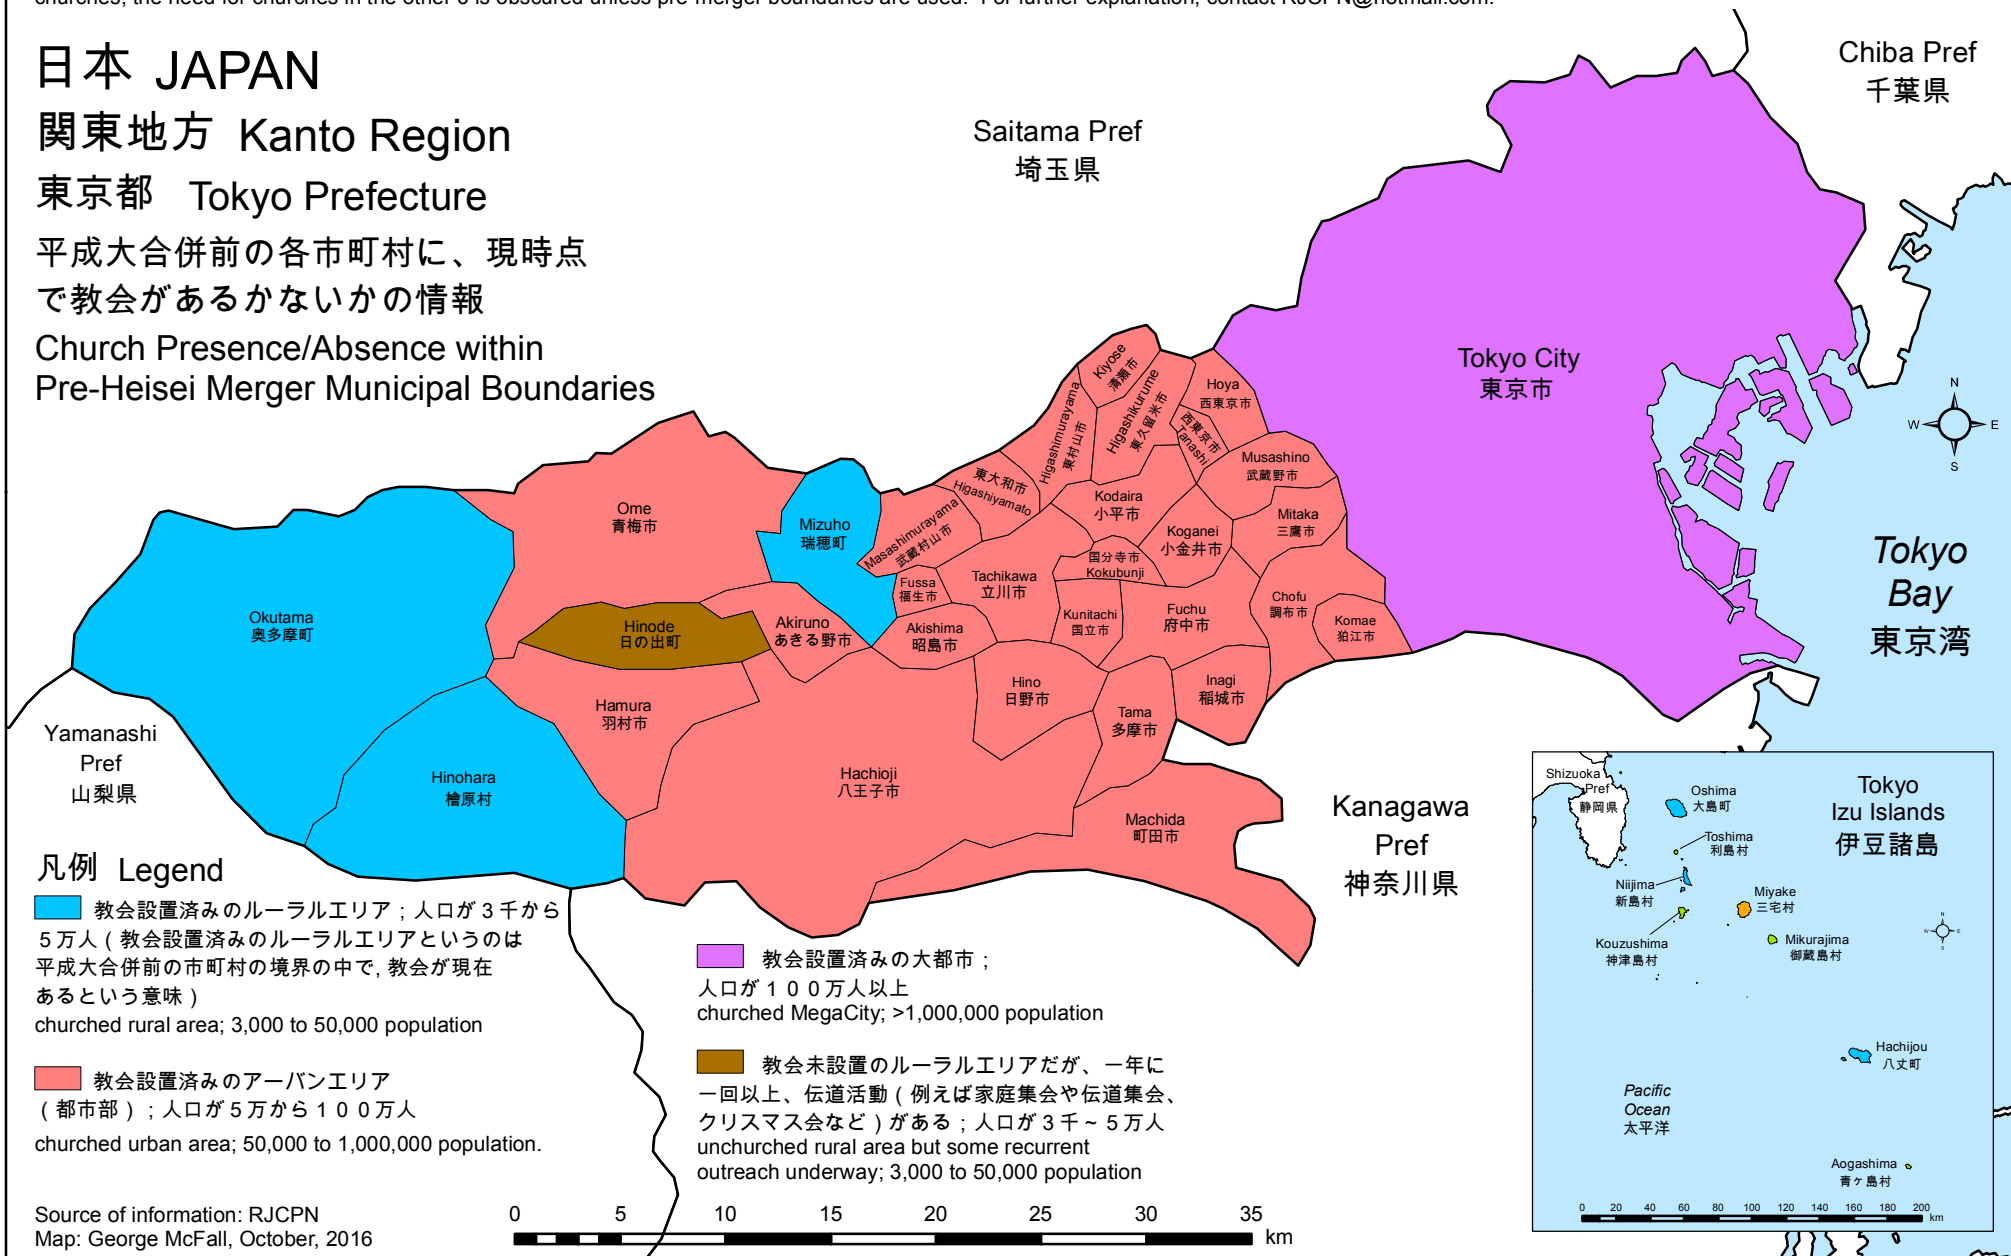 churches, the need for churches in the other 6 is obscured unless pre-merger boundaries are used. For further explanation, contact RJCPN@hotmail.com.
日本 JAPAN
関東地方 Kanto Region
東京都 Tokyo Prefecture
平成大合併前の各市町村に、現時点
で教会があるかないかの情報
Church Presence/Absence within
Pre-Heisei Merger Municipal Boundaries
Saitama Pref
埼玉県
Chiba Pref
千葉県
Tokyo City
東京市
N
W
E
S
Tokyo
Bay
東京湾
Kiyose
清瀬市
Higashimurayama
東村山市
Higashikurume
東久留米市
Hoya
西東京市
西東京市
Tanashi
Musashino
武蔵野市
東大和市
Higashiyamato
Masashimurayama
武蔵村山市
Kodaira
小平市
Koganei
小金井市
Mitaka
三鷹市
Ome
青梅市
Mizuho
瑞穂町
Fussa
福生市
Tachikawa
立川市
国分寺市
Kokubunji
Okutama
奥多摩町
Hinode
日の出町
Akiruno
あきる野市
Akishima
昭島市
Kunitachi
国立市
Fuchu
府中市
Chofu
調布市
Komae
狛江市
Hamura
羽村市
Hino
日野市
Tama
多摩市
Inagi
稲城市
Hinohara
檜原村
Hachioji
八王子市
Machida
町田市
Yamanashi
Pref
山梨県
Kanagawa
Pref
神奈川県
凡例 Legend
教会設置済みのルーラルエリア；人口が３千から
５万人（教会設置済みのルーラルエリアというのは
平成大合併前の市町村の境界の中で, 教会が現在
あるという意味）
churched rural area; 3,000 to 50,000 population
教会設置済みのアーバンエリア
（都市部）；人口が５万から１００万人
churched urban area; 50,000 to 1,000,000 population.
教会設置済みの大都市；
人口が１００万人以上
churched MegaCity; >1,000,000 population
教会未設置のルーラルエリアだが、一年に
一回以上、伝道活動（例えば家庭集会や伝道集会、
クリスマス会など）がある；人口が３千～５万人
unchurched rural area but some recurrent
outreach underway; 3,000 to 50,000 population
Source of information: RJCPN
Map: George McFall, October, 2016
0 5 10 15 20 25 30 35 km
Shizuoka
Pref
静岡県
Tokyo
Izu Islands
伊豆諸島
Oshima
大島町
Toshima
利島村
Niijima
新島村
Miyake
三宅村
Kouzushima
神津島村
Mikurajima
御蔵島村
N
W
E
S
Hachijou
八丈町
Pacific
Ocean
太平洋
Aogashima
青ヶ島村
0 20 40 60 80 100 120 140 160 180 200 km